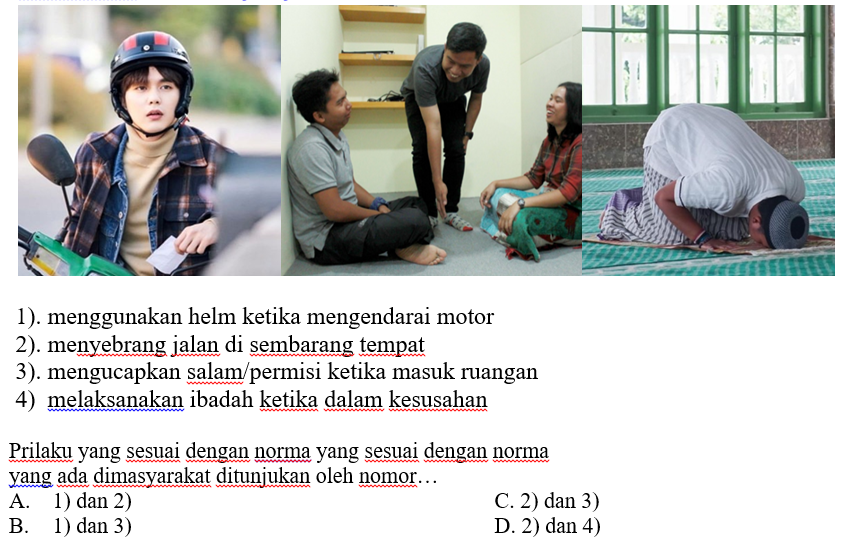 1). menggunakan helm ketika mengendarai motor
2). menyebrang jalan di sembarang tempat
3). mengucapkan salam/permisi ketika masuk ruangan
4) melaksanakan ibadah ketika dalam kesusahan
Prilaku yang sesuai dengan norma yang sesuai dengan norma
yang ada dimasyarakat ditunjukan oleh nomor…
A. 1) dan 2)
B. 1) dan 3)
C. 2) dan 3)
D. 2) dan 4)